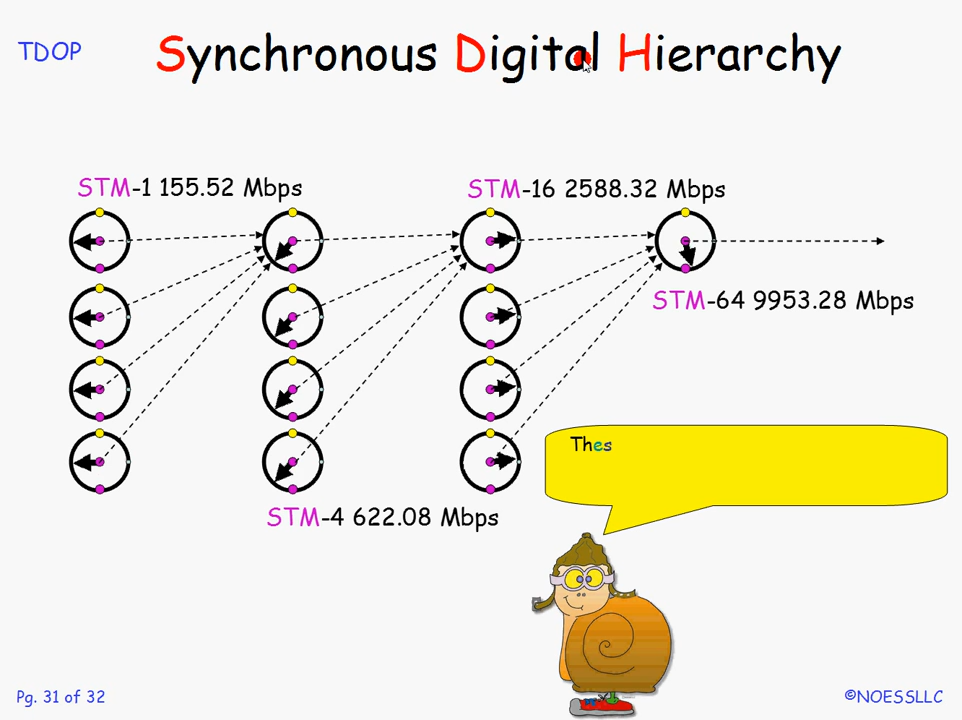 TDOP
Synchronous Digital Hierarchy
STM-1 155.52 Mbps
STM-16 2588.32 Mbps
STM-64 9953.28 Mbps
Thes
STM-4 622.08 Mbps
Pg. 31 of 32
©NOESSLLC